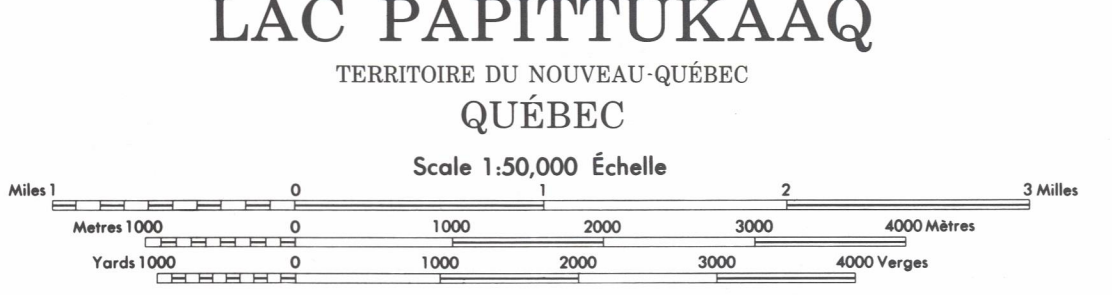 LAC PAPITTUKAAQ
TERRITOIRE DU NOUVEAU-QUÉBEC
QUÉBEC
Scale 1:50,000 Échelle
Miles 1 0 1 2 3 Milles
Metres 1000 0 1000 2000 3000 4000 Mètres
Yards 1000 0 1000 2000 3000 4000 Verges